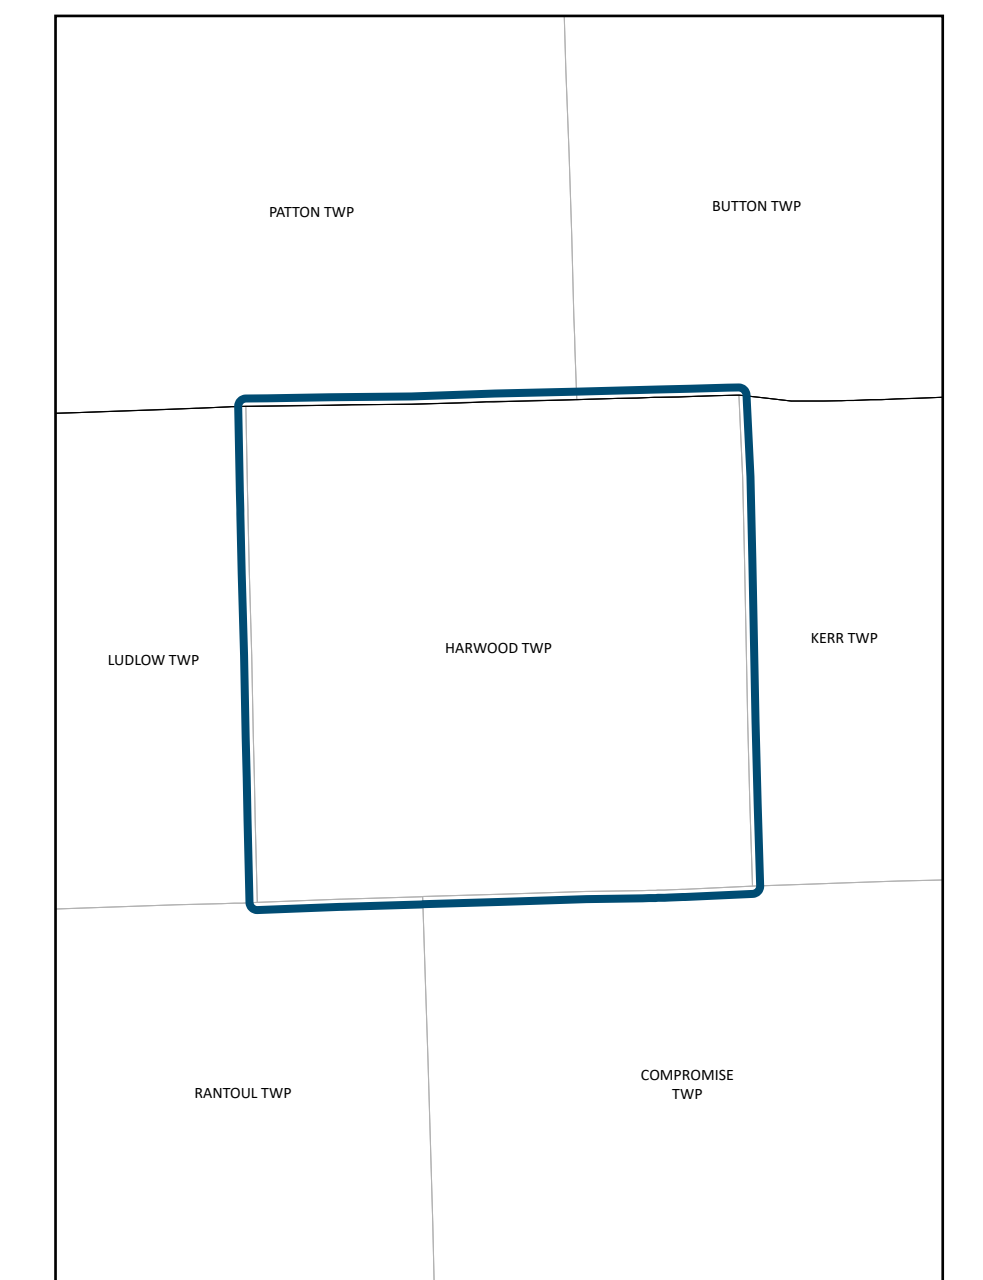 PATTON TWP
BUTTON TWP
LUDLOW TWP
HARWOOD TWP
KERR TWP
RANTOUL TWP
COMPROMISE
TWP